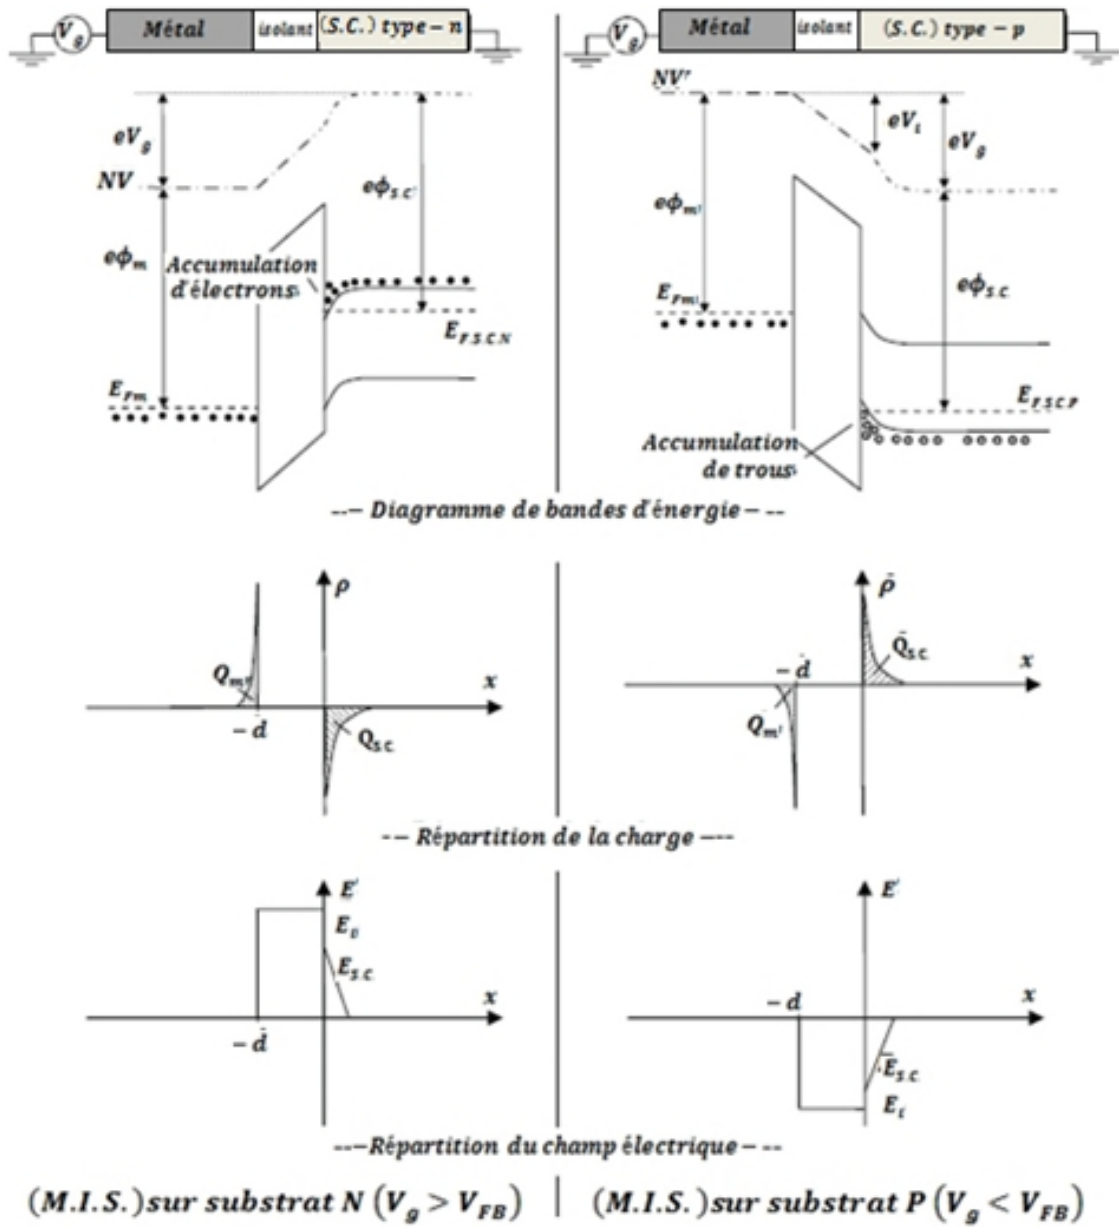 V_g Métal isolant (S.C.) type – n
V_g Métal isolant (S.C.) type – p
eV_g
NV
eϕ_S.C.
eϕ_m
Accumulation
d'électrons
E_F.S.C.N
E_Fm
NV'
eV_i
eV_g
eϕ_m
eϕ_S.C.
E_Fm
E_F.S.C.P
Accumulation
de trous
--– Diagramme de bandes d'énergie – --
ρ
Q_m
x
– d
Q_S.C.
ρ
Q_S.C.
– d
x
Q_m
-- – Répartition de la charge –---
E
E_i
E_S.C.
x
– d
E
– d
x
E_S.C.
E_i
---–Répartition du champ électrique – --
(M.I.S.) sur substrat N (V_g > V_FB)
(M.I.S.) sur substrat P (V_g < V_FB)